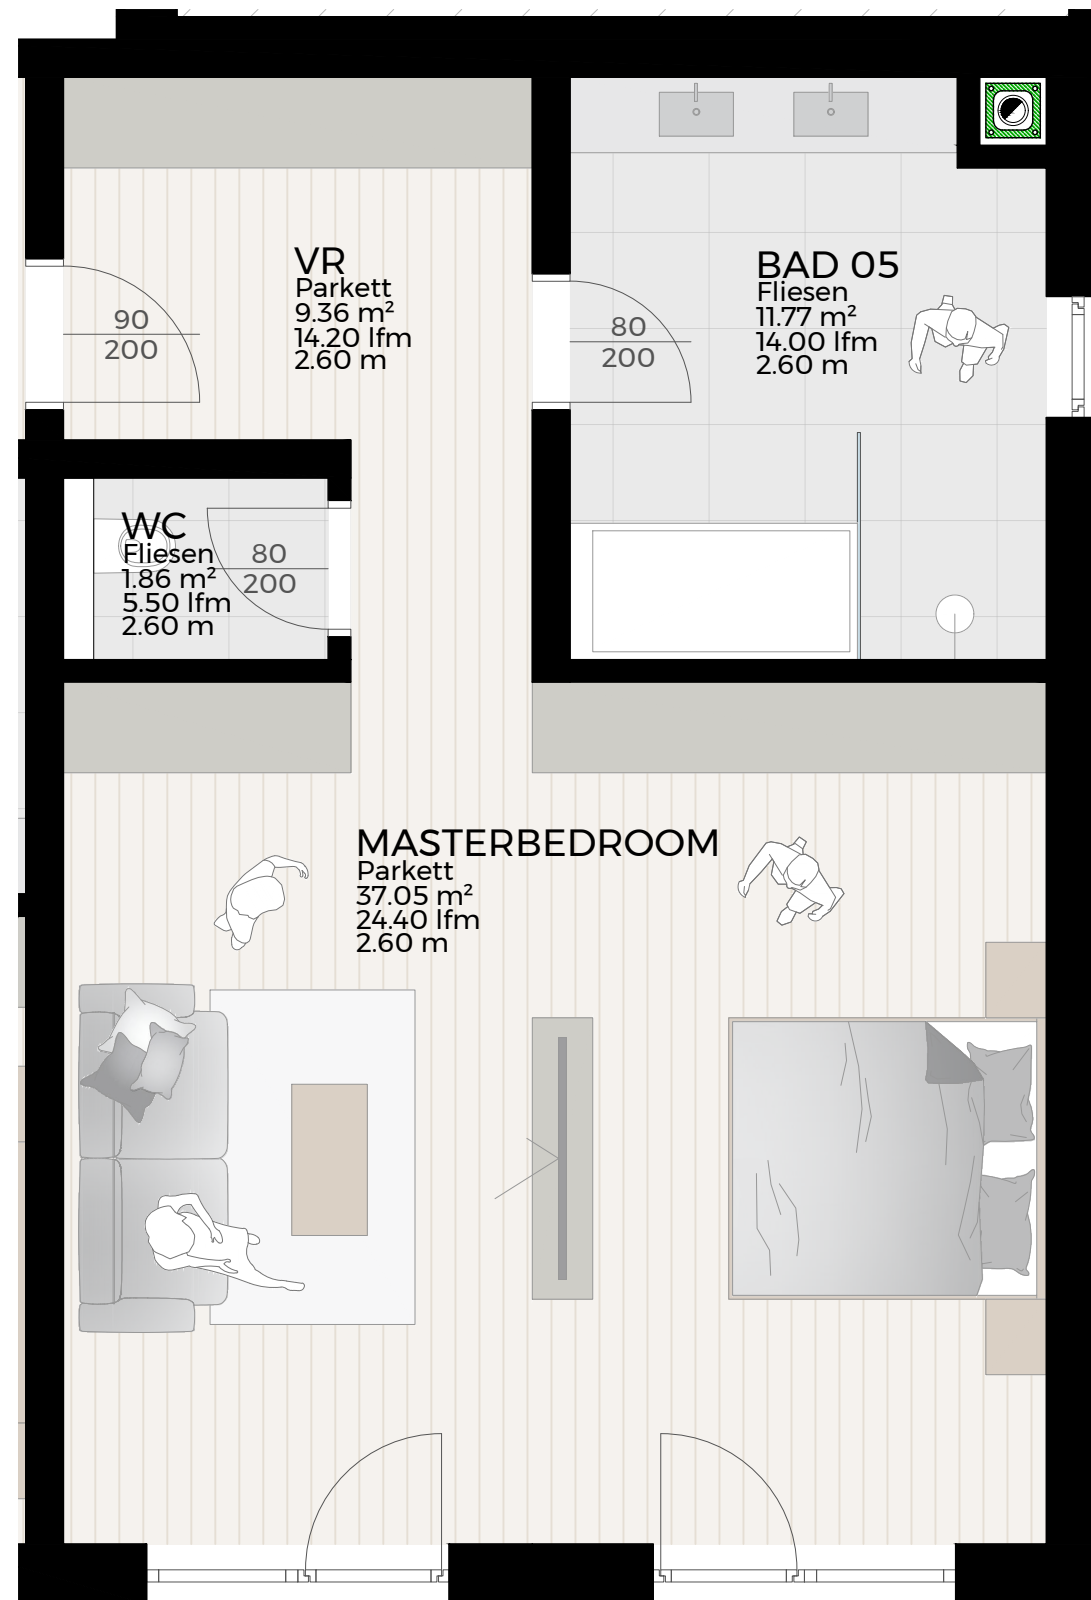 VR
Parkett
9.36 m²
14.20 lfm
2.60 m
90
200
BAD 05
Fliesen
11.77 m²
14.00 lfm
2.60 m
80
200
WC
Fliesen
1.86 m²
5.50 lfm
2.60 m
80
200
MASTERBEDROOM
Parkett
37.05 m²
24.40 lfm
2.60 m